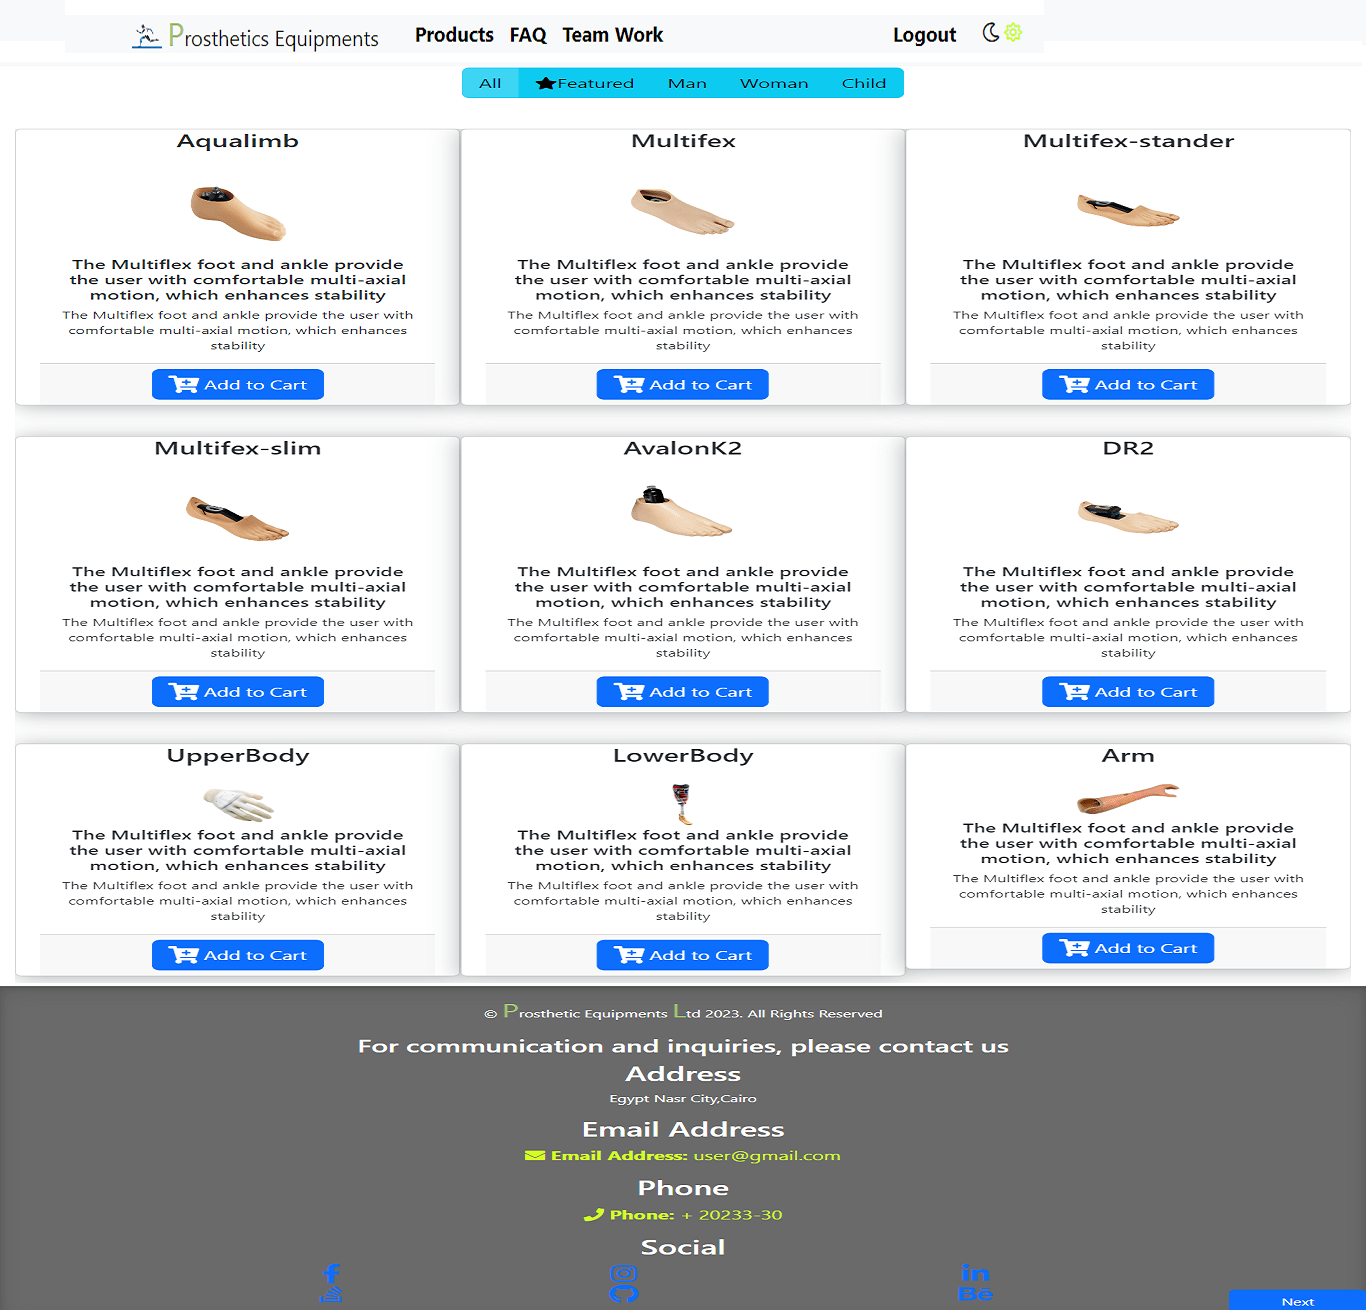 Prosthetics Equipments Products FAQ Team Work Logout
All Featured Man Woman Child
Aqualimb
The Multiflex foot and ankle provide
the user with comfortable multi-axial
motion, which enhances stability
The Multiflex foot and ankle provide the user with
comfortable multi-axial motion, which enhances
stability
Add to Cart
Multifex
The Multiflex foot and ankle provide
the user with comfortable multi-axial
motion, which enhances stability
The Multiflex foot and ankle provide the user with
comfortable multi-axial motion, which enhances
stability
Add to Cart
Multifex-stander
The Multiflex foot and ankle provide
the user with comfortable multi-axial
motion, which enhances stability
The Multiflex foot and ankle provide the user with
comfortable multi-axial motion, which enhances
stability
Add to Cart
Multifex-slim
The Multiflex foot and ankle provide
the user with comfortable multi-axial
motion, which enhances stability
The Multiflex foot and ankle provide the user with
comfortable multi-axial motion, which enhances
stability
Add to Cart
AvalonK2
The Multiflex foot and ankle provide
the user with comfortable multi-axial
motion, which enhances stability
The Multiflex foot and ankle provide the user with
comfortable multi-axial motion, which enhances
stability
Add to Cart
DR2
The Multiflex foot and ankle provide
the user with comfortable multi-axial
motion, which enhances stability
The Multiflex foot and ankle provide the user with
comfortable multi-axial motion, which enhances
stability
Add to Cart
UpperBody
The Multiflex foot and ankle provide
the user with comfortable multi-axial
motion, which enhances stability
The Multiflex foot and ankle provide the user with
comfortable multi-axial motion, which enhances
stability
Add to Cart
LowerBody
The Multiflex foot and ankle provide
the user with comfortable multi-axial
motion, which enhances stability
The Multiflex foot and ankle provide the user with
comfortable multi-axial motion, which enhances
stability
Add to Cart
Arm
The Multiflex foot and ankle provide
the user with comfortable multi-axial
motion, which enhances stability
The Multiflex foot and ankle provide the user with
comfortable multi-axial motion, which enhances
stability
Add to Cart
© Prosthetic Equipments Ltd 2023. All Rights Reserved
For communication and inquiries, please contact us
Address
Egypt Nasr City,Cairo
Email Address
Email Address: user@gmail.com
Phone
Phone: + 20233-30
Social
Next